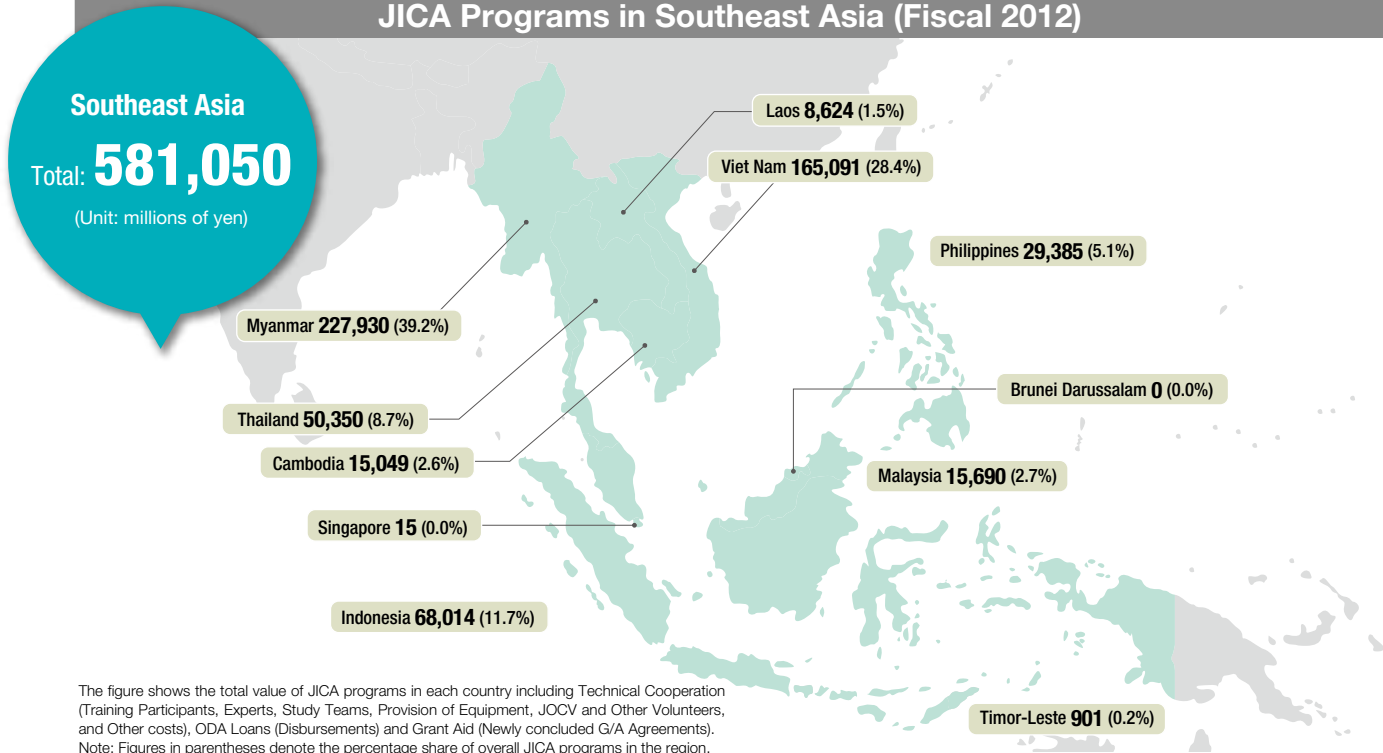 JICA Programs in Southeast Asia (Fiscal 2012)
Southeast Asia
Total: 581,050
(Unit: millions of yen)
Laos 8,624 (1.5%)
Viet Nam 165,091 (28.4%)
Philippines 29,385 (5.1%)
Myanmar 227,930 (39.2%)
Brunei Darussalam 0 (0.0%)
Thailand 50,350 (8.7%)
Cambodia 15,049 (2.6%)
Malaysia 15,690 (2.7%)
Singapore 15 (0.0%)
Indonesia 68,014 (11.7%)
Timor-Leste 901 (0.2%)
The figure shows the total value of JICA programs in each country including Technical Cooperation
(Training Participants, Experts, Study Teams, Provision of Equipment, JOCV and Other Volunteers,
and Other costs), ODA Loans (Disbursements) and Grant Aid (Newly concluded G/A Agreements).
Note: Figures in parentheses denote the percentage share of overall JICA programs in the region.